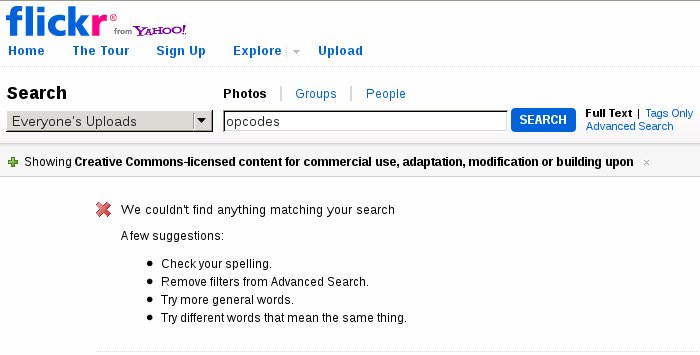 flickr® from YAHOO!
Home The Tour Sign Up Explore Upload
Search Photos Groups People
Everyone's Uploads opcodes SEARCH Full Text | Tags Only
Advanced Search
Showing Creative Commons-licensed content for commercial use, adaptation, modification or building upon ×
We couldn't find anything matching your search
A few suggestions:
• Check your spelling.
• Remove filters from Advanced Search.
• Try more general words.
• Try different words that mean the same thing.